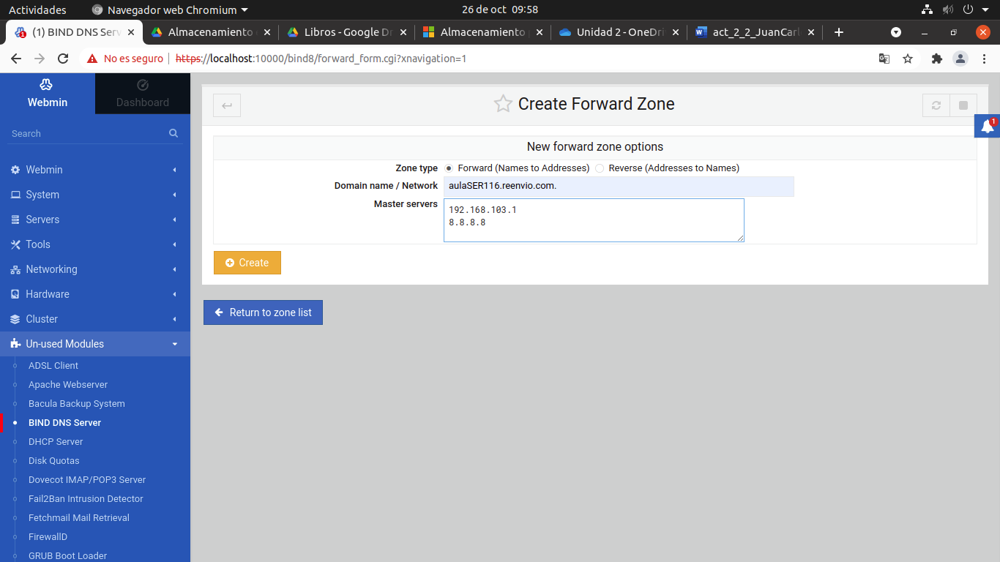 Actividades
Navegador web Chromium
26 de oct 09:58
(1) BIND DNS Serv
Almacenamiento
Libros - Google Dr
Almacenamiento
Unidad 2 - OneDri
act_2_2_JuanCarl
No es seguro
https://localhost:10000/bind8/forward_form.cgi?xnavigation=1
Webmin
Dashboard
Search
Webmin
System
Servers
Tools
Networking
Hardware
Cluster
Un-used Modules
ADSL Client
Apache Webserver
Bacula Backup System
BIND DNS Server
DHCP Server
Disk Quotas
Dovecot IMAP/POP3 Server
Fail2Ban Intrusion Detector
Fetchmail Mail Retrieval
FirewallD
GRUB Boot Loader
Create Forward Zone
1
New forward zone options
Zone type Forward (Names to Addresses) Reverse (Addresses to Names)
Domain name / Network aulaSER116.reenvio.com.
Master servers 192.168.103.1
8.8.8.8
Create
Return to zone list